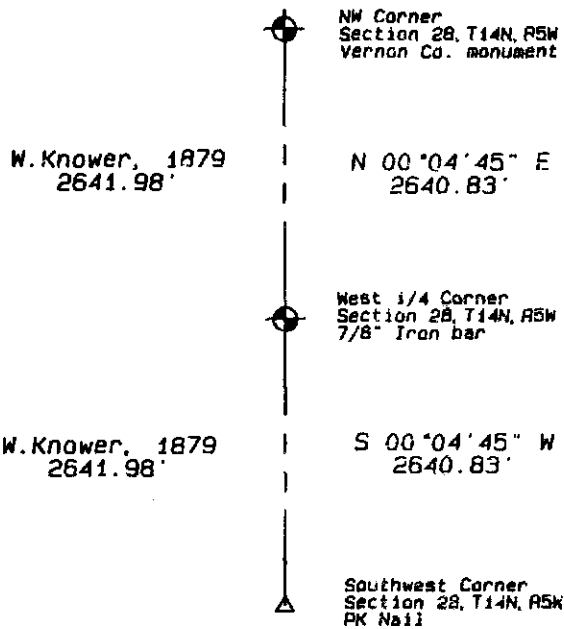 NW Corner
Section 28, T14N, R5W
Vernon Co. monument
W.Knower, 1879
2641.98'
N 00°04'45" E
2640.83'
West 1/4 Corner
Section 28, T14N, R5W
7/8" Iron bar
W.Knower, 1879
2641.98'
S 00°04'45" W
2640.83'
Southwest Corner
Section 28, T14N, R5W
PK Nail